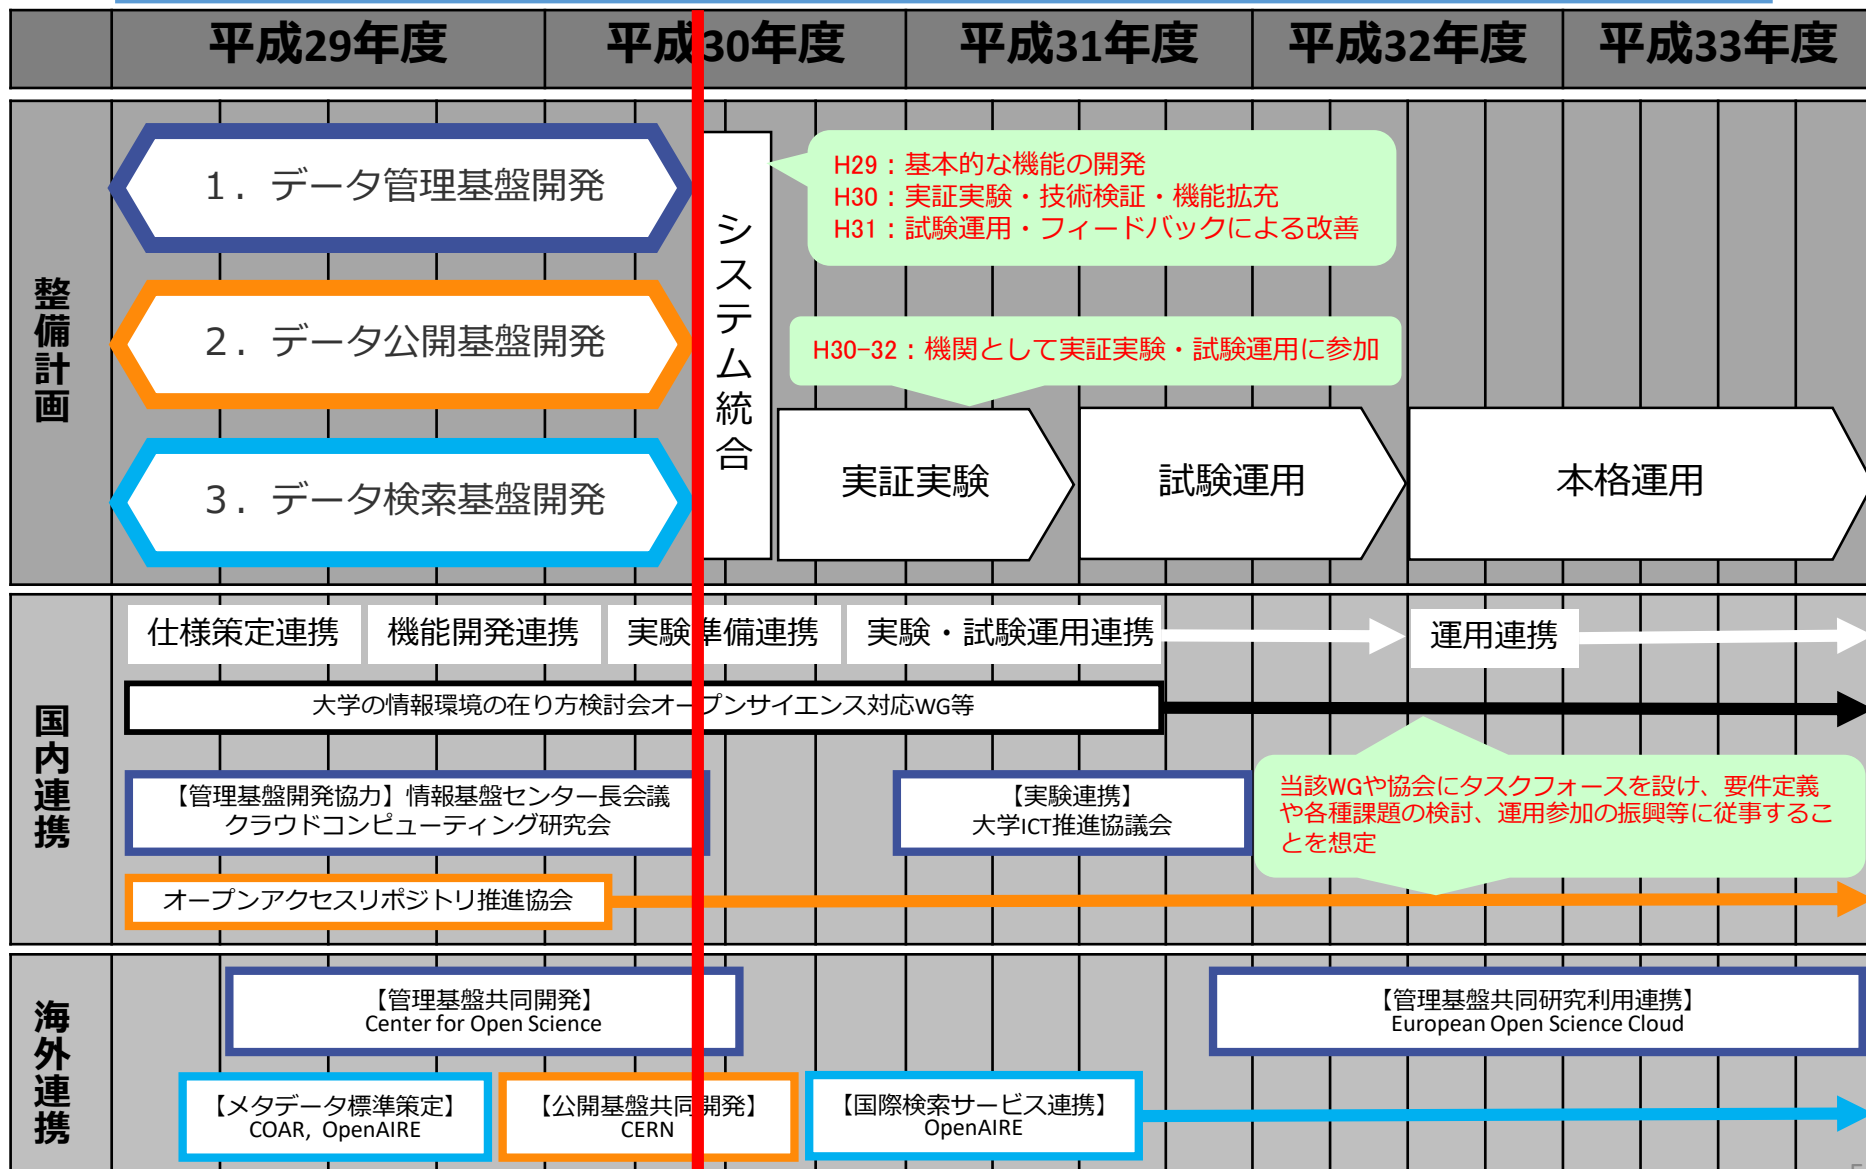 平成29年度
平成30年度
平成31年度
平成32年度
平成33年度
整備計画
1. データ管理基盤開発
2. データ公開基盤開発
3. データ検索基盤開発
システム統合
H29：基本的な機能の開発
H30：実証実験・技術検証・機能拡充
H31：試験運用・フィードバックによる改善
H30-32：機関として実証実験・試験運用に参加
実証実験
試験運用
本格運用
国内連携
仕様策定連携
機能開発連携
実験準備連携
実験・試験運用連携
運用連携
大学の情報環境の在り方検討会オープンサイエンス対応WG等
【管理基盤開発協力】情報基盤センター長会議
クラウドコンピューティング研究会
【実験連携】
大学ICT推進協議会
当該WGや協会にタスクフォースを設け、要件定義
や各種課題の検討、運用参加の振興等に従事するこ
とを想定
オープンアクセスリポジトリ推進協会
海外連携
【管理基盤共同開発】
Center for Open Science
【管理基盤共同研究利用連携】
European Open Science Cloud
【メタデータ標準策定】
COAR, OpenAIRE
【公開基盤共同開発】
CERN
【国際検索サービス連携】
OpenAIRE